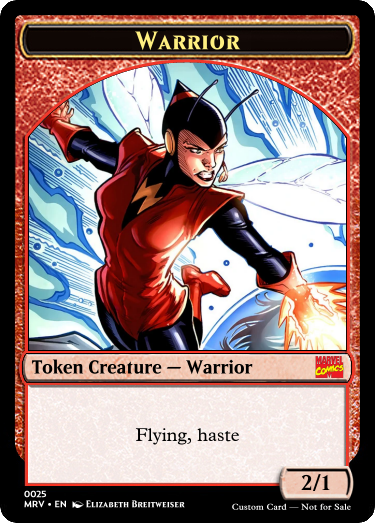 WARRIOR
Token Creature — Warrior
MARVEL
COMICS
Flying, haste
2/1
0025
MRV • EN ELIZABETH BREITWEISER
Custom Card — Not for Sale